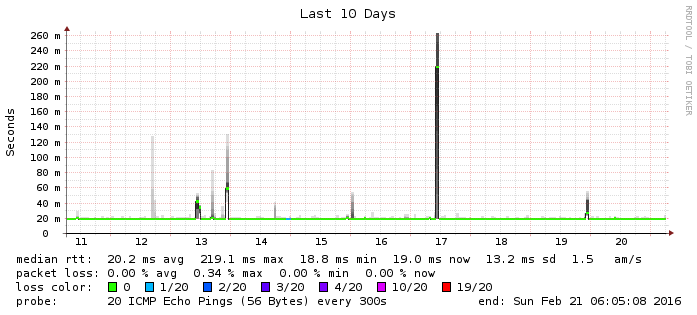 Last 10 Days
RRDTOOL / TOBI OETIKER
Seconds
260 m
240 m
220 m
200 m
180 m
160 m
140 m
120 m
100 m
80 m
60 m
40 m
20 m
0
11 12 13 14 15 16 17 18 19 20
median rtt: 20.2 ms avg 219.1 ms max 18.8 ms min 19.0 ms now 13.2 ms sd 1.5 am/s
packet loss: 0.00 % avg 0.34 % max 0.00 % min 0.00 % now
loss color: 0 1/20 2/20 3/20 4/20 10/20 19/20
probe: 20 ICMP Echo Pings (56 Bytes) every 300s end: Sun Feb 21 06:05:08 2016